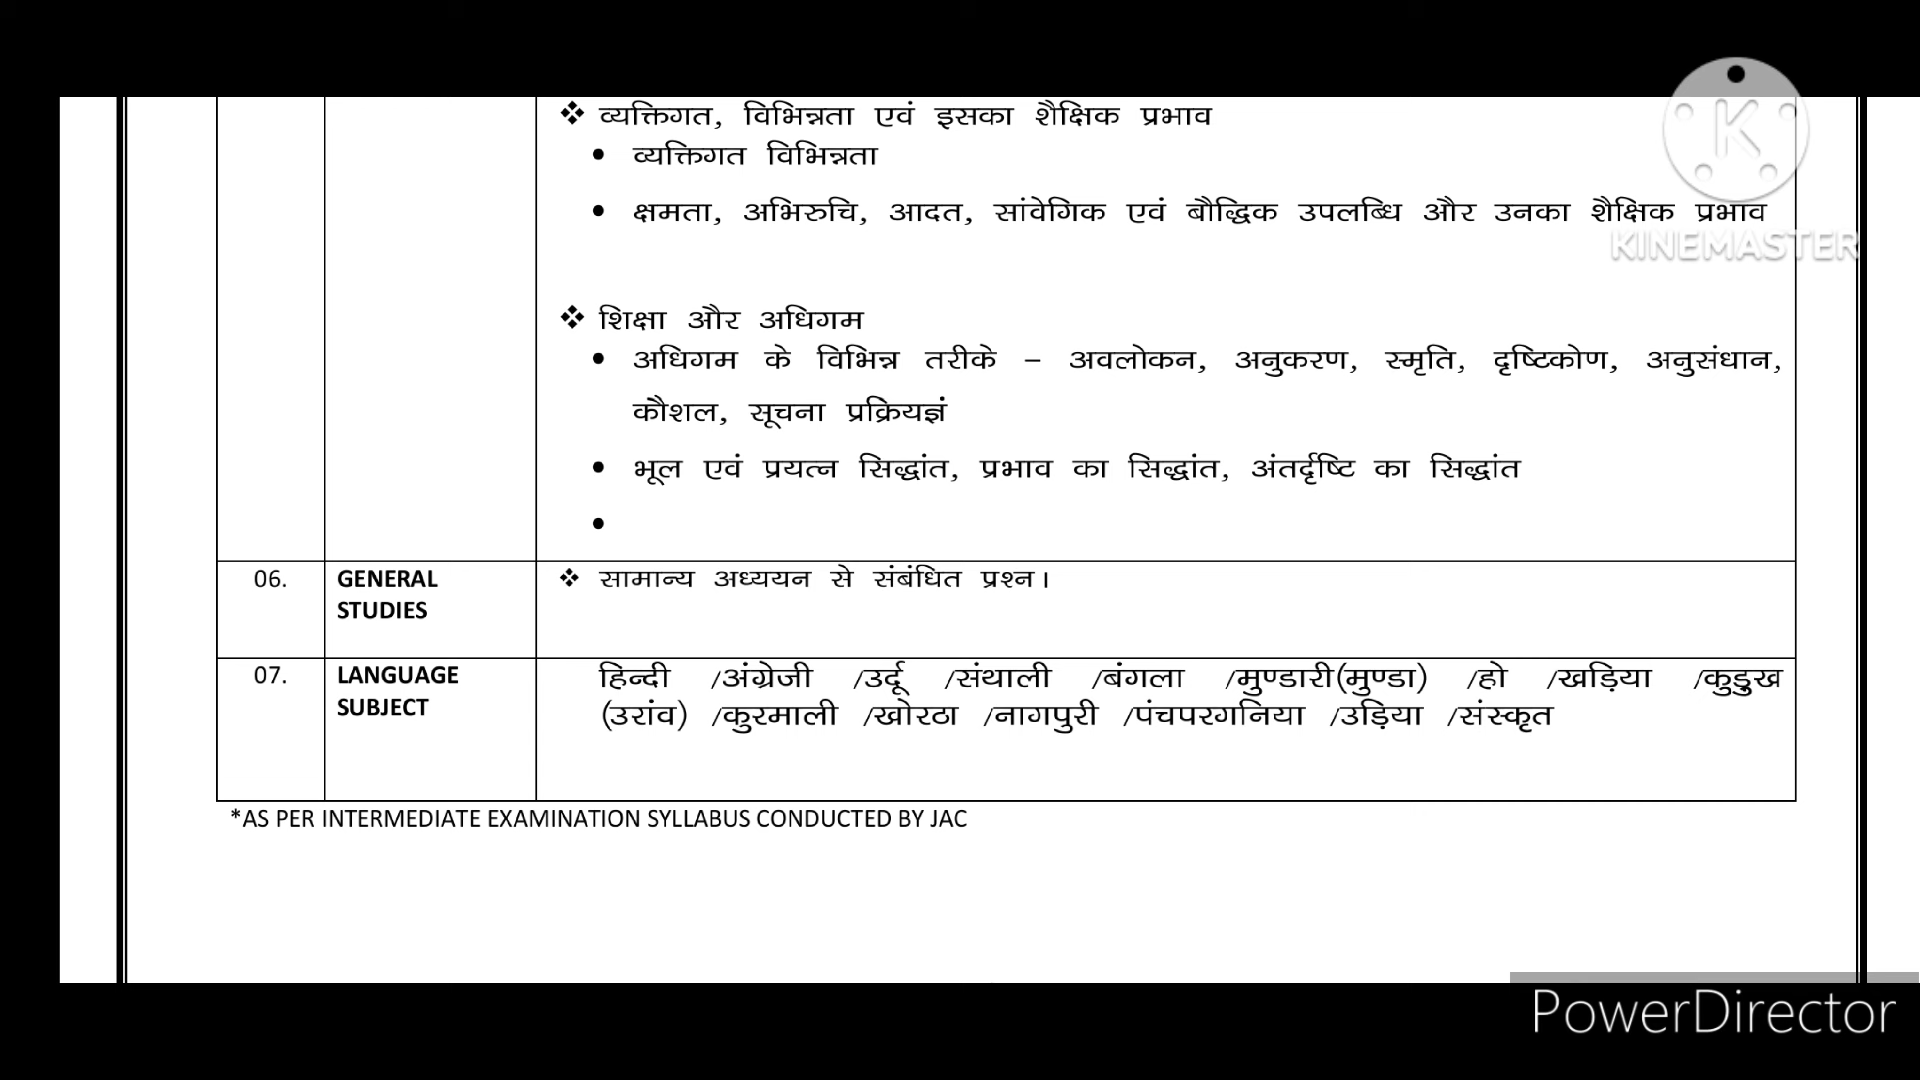 ❖ व्यक्तिगत, विभिन्नता एवं इसका शैक्षिक प्रभाव
• व्यक्तिगत विभिन्नता
• क्षमता, अभिरुचि, आदत, सांवेगिक एवं बौद्धिक उपलब्धि और उनका शैक्षिक प्रभाव
K
KINEMASTER
❖ शिक्षा और अधिगम
• अधिगम के विभिन्न तरीके – अवलोकन, अनुकरण, स्मृति, दृष्टिकोण, अनुसंधान,
कौशल, सूचना प्रक्रियज्ञं
• भूल एवं प्रयत्न सिद्धांत, प्रभाव का सिद्धांत, अंतर्दृष्टि का सिद्धांत
•
06. GENERAL STUDIES ❖ सामान्य अध्ययन से संबंधित प्रश्न।
07. LANGUAGE SUBJECT हिन्दी /अंग्रेजी /उर्दू /संथाली /बंगला /मुण्डारी(मुण्डा) /हो /खड़िया /कुडुख
(उरांव) /कुरमाली /खोरठा /नागपुरी /पंचपरगनिया /उड़िया /संस्कृत
*AS PER INTERMEDIATE EXAMINATION SYLLABUS CONDUCTED BY JAC
PowerDirector